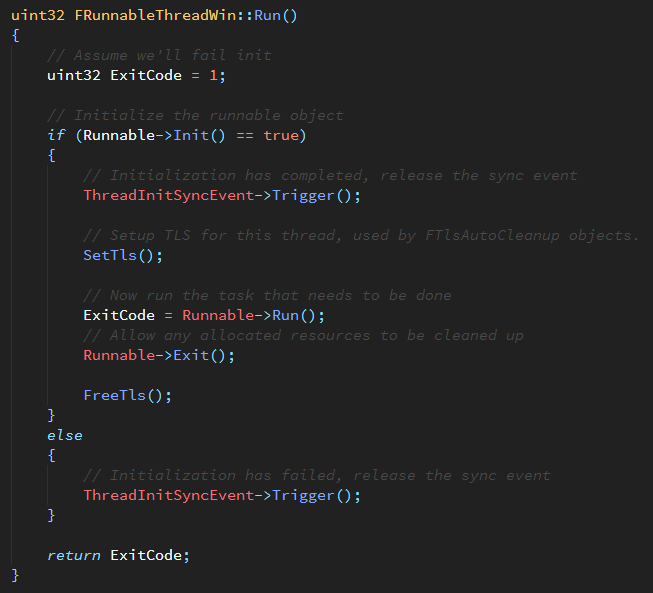 uint32 FRunnableThreadWin::Run()
{
    // Assume we'll fail init
    uint32 ExitCode = 1;

    // Initialize the runnable object
    if (Runnable->Init() == true)
    {
        // Initialization has completed, release the sync event
        ThreadInitSyncEvent->Trigger();

        // Setup TLS for this thread, used by FTlsAutoCleanup objects.
        SetTls();

        // Now run the task that needs to be done
        ExitCode = Runnable->Run();
        // Allow any allocated resources to be cleaned up
        Runnable->Exit();

        FreeTls();
    }
    else
    {
        // Initialization has failed, release the sync event
        ThreadInitSyncEvent->Trigger();
    }

    return ExitCode;
}